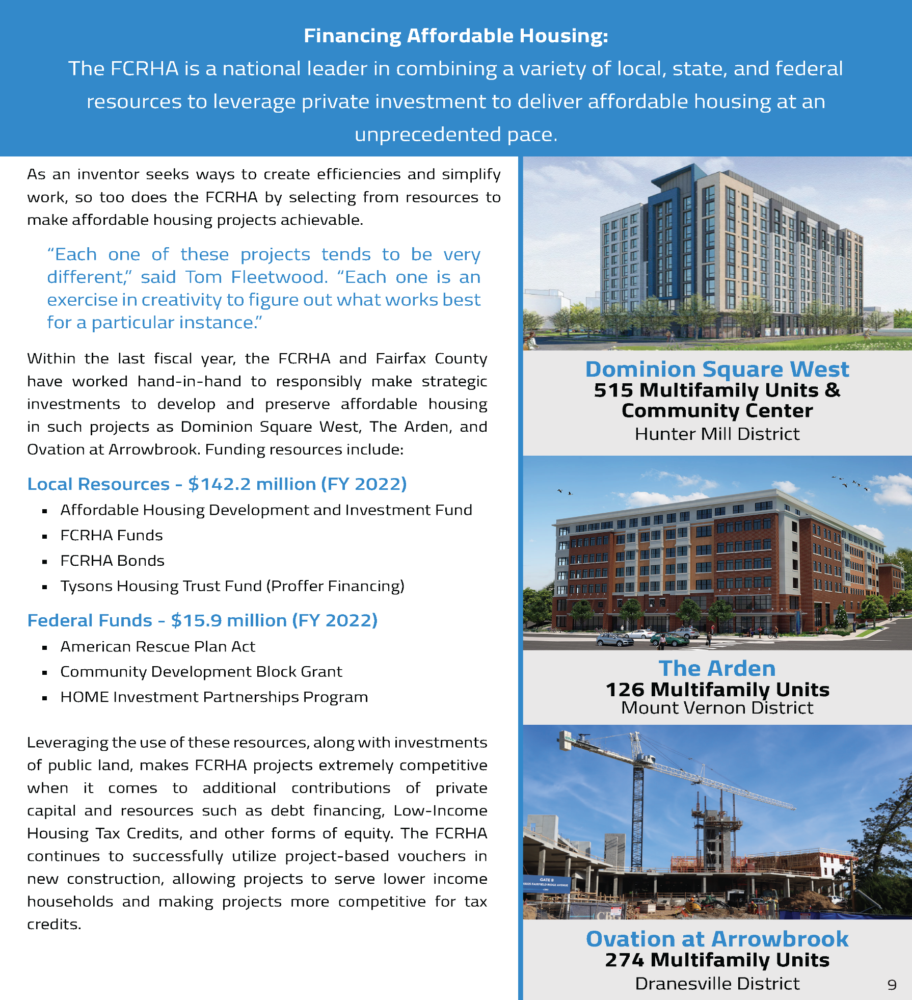 Financing Affordable Housing:
The FCRHA is a national leader in combining a variety of local, state, and federal
resources to leverage private investment to deliver affordable housing at an
unprecedented pace.
As an inventor seeks ways to create efficiencies and simplify
work, so too does the FCRHA by selecting from resources to
make affordable housing projects achievable.
“Each one of these projects tends to be very
different,” said Tom Fleetwood. “Each one is an
exercise in creativity to figure out what works best
for a particular instance.”
Within the last fiscal year, the FCRHA and Fairfax County
have worked hand-in-hand to responsibly make strategic
investments to develop and preserve affordable housing
in such projects as Dominion Square West, The Arden, and
Ovation at Arrowbrook. Funding resources include:
Local Resources - $142.2 million (FY 2022)
▪ Affordable Housing Development and Investment Fund
▪ FCRHA Funds
▪ FCRHA Bonds
▪ Tysons Housing Trust Fund (Proffer Financing)
Federal Funds - $15.9 million (FY 2022)
▪ American Rescue Plan Act
▪ Community Development Block Grant
▪ HOME Investment Partnerships Program
Leveraging the use of these resources, along with investments
of public land, makes FCRHA projects extremely competitive
when it comes to additional contributions of private
capital and resources such as debt financing, Low-Income
Housing Tax Credits, and other forms of equity. The FCRHA
continues to successfully utilize project-based vouchers in
new construction, allowing projects to serve lower income
households and making projects more competitive for tax
credits.
Dominion Square West
515 Multifamily Units &
Community Center
Hunter Mill District
The Arden
126 Multifamily Units
Mount Vernon District
GATE B
13225 FAIRFIELD RIDGE AVENUE
Ovation at Arrowbrook
274 Multifamily Units
Dranesville District
9